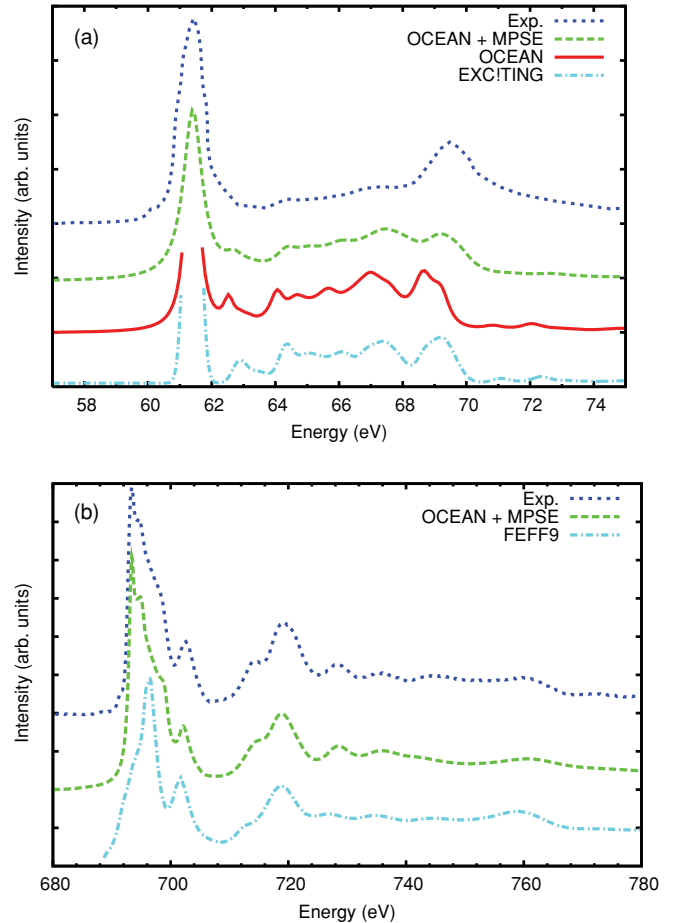 (a)
Exp.
OCEAN + MPSE
OCEAN
EXC!TING
Intensity (arb. units)
58 60 62 64 66 68 70 72 74
Energy (eV)
(b)
Exp.
OCEAN + MPSE
FEFF9
Intensity (arb. units)
680 700 720 740 760 780
Energy (eV)